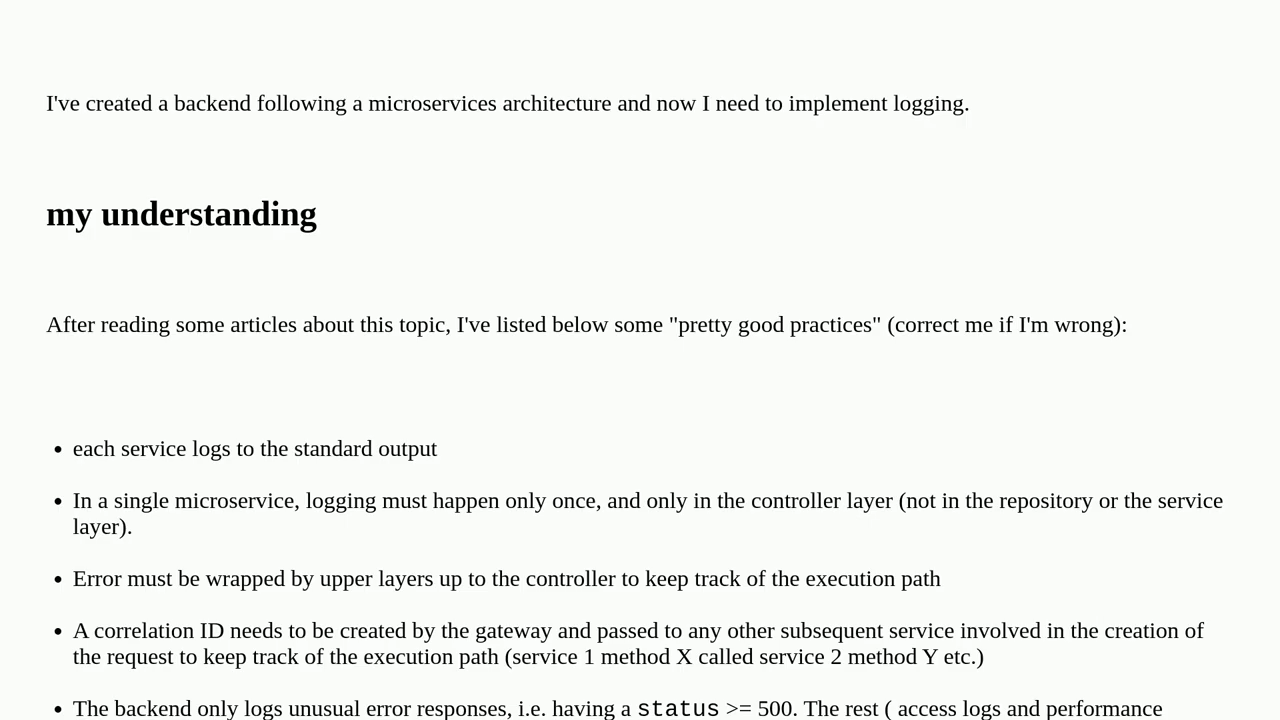 I've created a backend following a microservices architecture and now I need to implement logging.
my understanding
After reading some articles about this topic, I've listed below some "pretty good practices" (correct me if I'm wrong):
• each service logs to the standard output
• In a single microservice, logging must happen only once, and only in the controller layer (not in the repository or the service
layer).
• Error must be wrapped by upper layers up to the controller to keep track of the execution path
• A correlation ID needs to be created by the gateway and passed to any other subsequent service involved in the creation of
the request to keep track of the execution path (service 1 method X called service 2 method Y etc.)
• The backend only logs unusual error responses, i.e. having a status >= 500. The rest ( access logs and performance